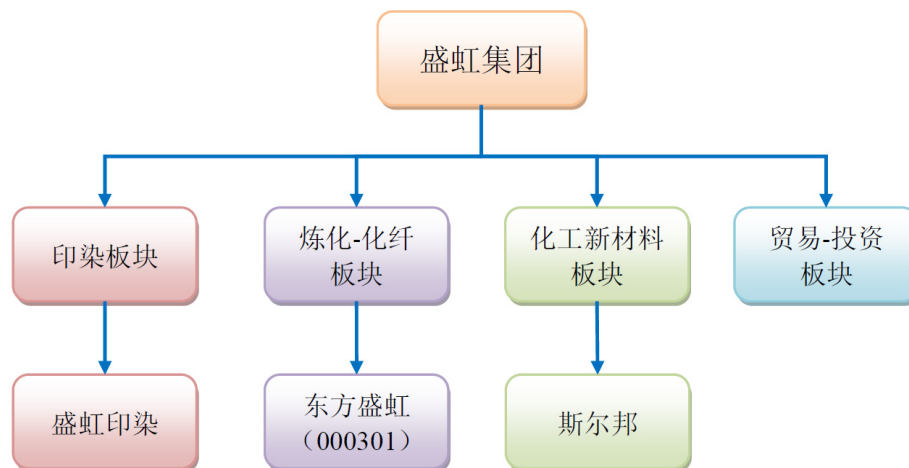 盛虹集团
印染板块
炼化-化纤
板块
化工新材料
板块
贸易-投资
板块
盛虹印染
东方盛虹
（000301）
斯尔邦